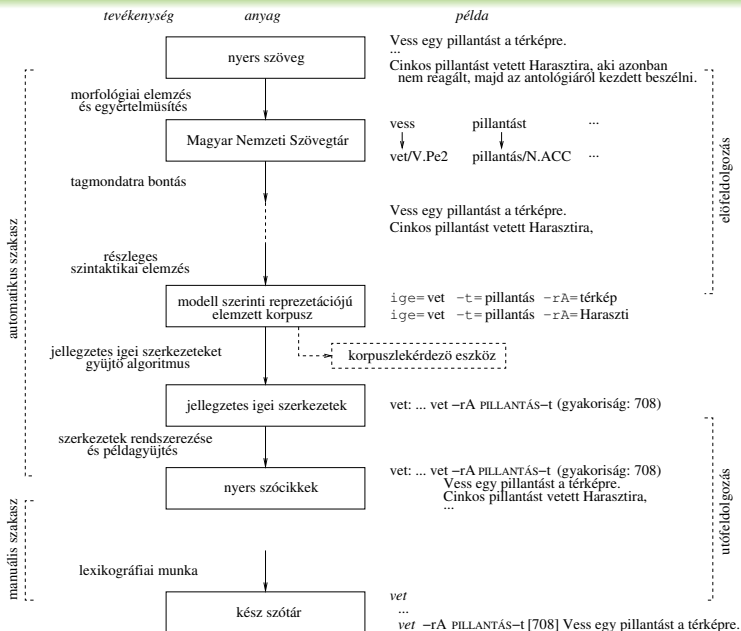 tevékenység anyag példa
nyers szöveg
Vess egy pillantást a térképre.
...
Cinkos pillantást vetett Harasztira, aki azonban
nem reagált, majd az antológiáról kezdett beszélni.
morfológiai elemzés
és egyértelmüsítés
Magyar Nemzeti Szövegtár
vess pillantást ...
vet/V.Pe2 pillantás/N.ACC ...
tagmondatra bontás
Vess egy pillantást a térképre.
Cinkos pillantást vetett Harasztira,
részleges
szintaktikai elemzés
modell szerinti reprezetációjú
elemzett korpusz
ige=vet −t=pillantás −rA=térkép
ige=vet −t=pillantás −rA=Haraszti
korpuszlekérdezö eszköz
jellegzetes igei szerkezeteket
gyüjtö algoritmus
jellegzetes igei szerkezetek
vet: ... vet −rA PILLANTÁS−t (gyakoriság: 708)
szerkezetek rendszerezése
és példagyüjtés
nyers szócikkek
vet: ... vet −rA PILLANTÁS−t (gyakoriság: 708)
Vess egy pillantást a térképre.
Cinkos pillantást vetett Harasztira,
...
lexikográfiai munka
kész szótár
vet
...
vet −rA PILLANTÁS−t [708] Vess egy pillantást a térképre.
automatikus szakasz
manuális szakasz
elöfeldolgozás
utófeldolgozás